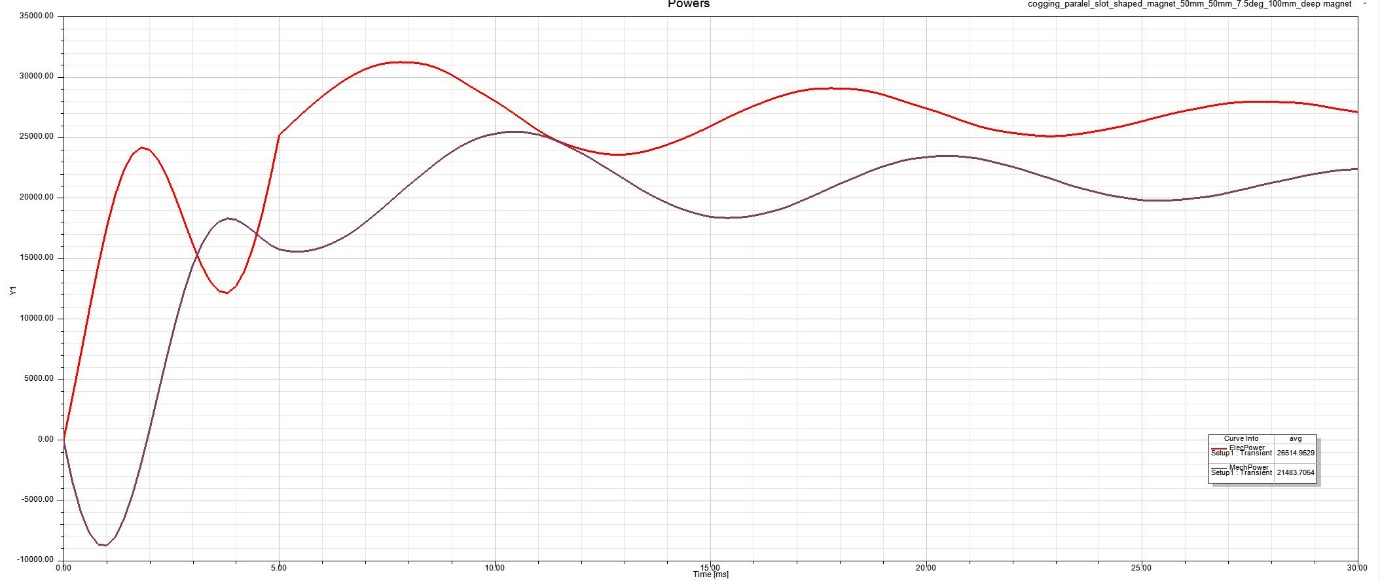 Powers
cogging_paralel_slot_shaped_magnet_50mm_50mm_7.5deg_100mm_deep magnet
35000.00
30000.00
25000.00
20000.00
15000.00
10000.00
5000.00
0.00
-5000.00
-10000.00
Y1
Curve Info avg
ElecPower
Setup1 : Transient 26514.9529
MechPower
Setup1 : Transient 21483.7054
0.00 5.00 10.00 15.00 20.00 25.00 30.00
Time [ms]